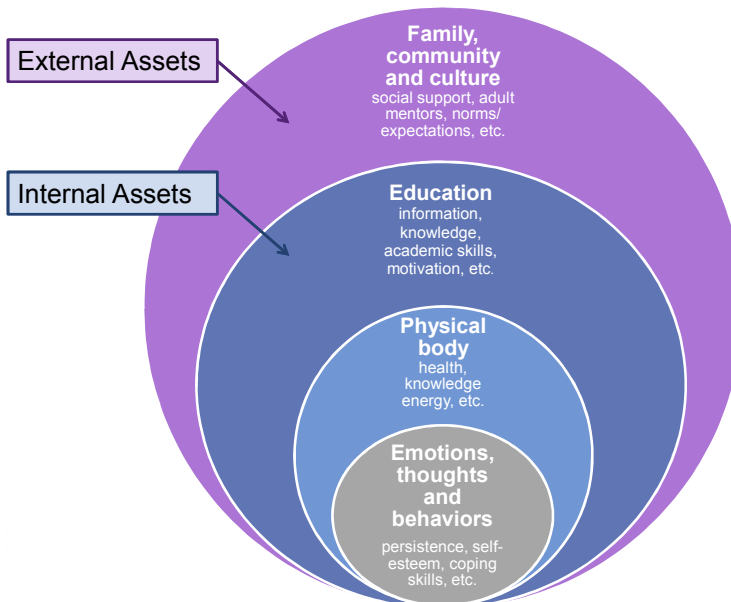 External Assets
Family,
community
and culture
social support, adult
mentors, norms/
expectations, etc.
Internal Assets
Education
information,
knowledge,
academic skills,
motivation, etc.
Physical
body
health,
knowledge
energy, etc.
Emotions,
thoughts
and
behaviors
persistence, self-
esteem, coping
skills, etc.